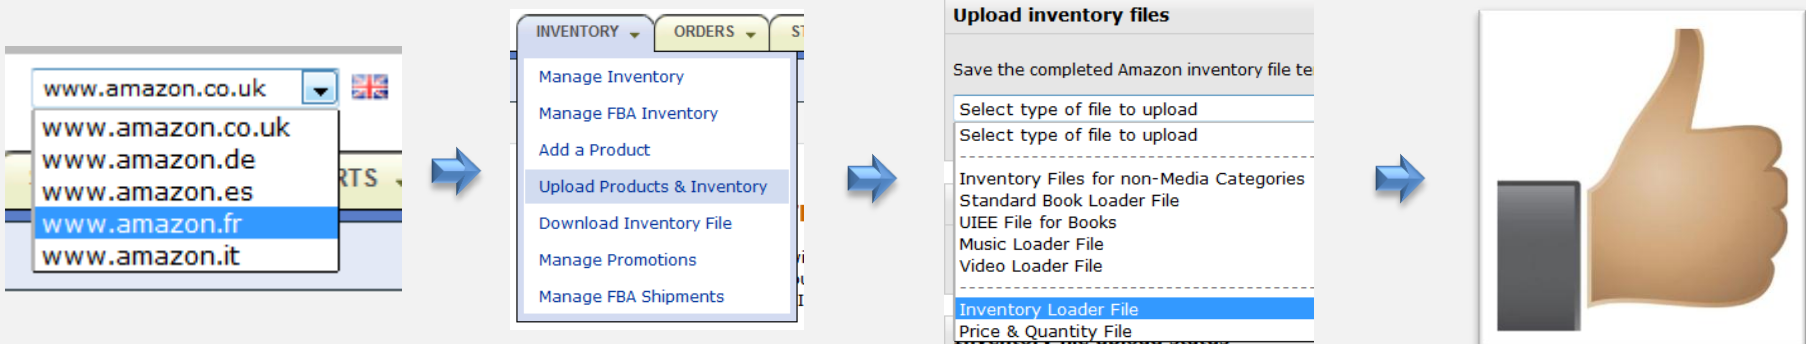 www.amazon.co.uk
www.amazon.co.uk
www.amazon.de
www.amazon.es
www.amazon.fr
www.amazon.it
RTS
INVENTORY ORDERS ST
Manage Inventory
Manage FBA Inventory
Add a Product
Upload Products & Inventory
Download Inventory File
Manage Promotions
Manage FBA Shipments
Upload inventory files
Save the completed Amazon inventory file te
Select type of file to upload
Select type of file to upload
Inventory Files for non-Media Categories
Standard Book Loader File
UIEE File for Books
Music Loader File
Video Loader File
Inventory Loader File
Price & Quantity File